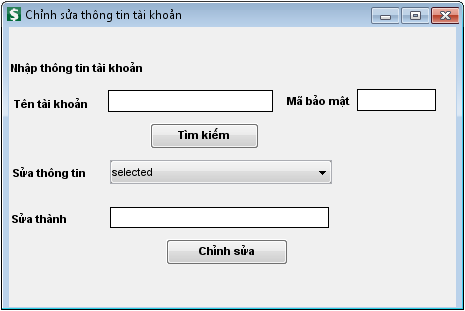 Chỉnh sửa thông tin tài khoản
Nhập thông tin tài khoản
Tên tài khoản Mã bảo mật
Tìm kiếm
Sửa thông tin selected
Sửa thành
Chỉnh sửa